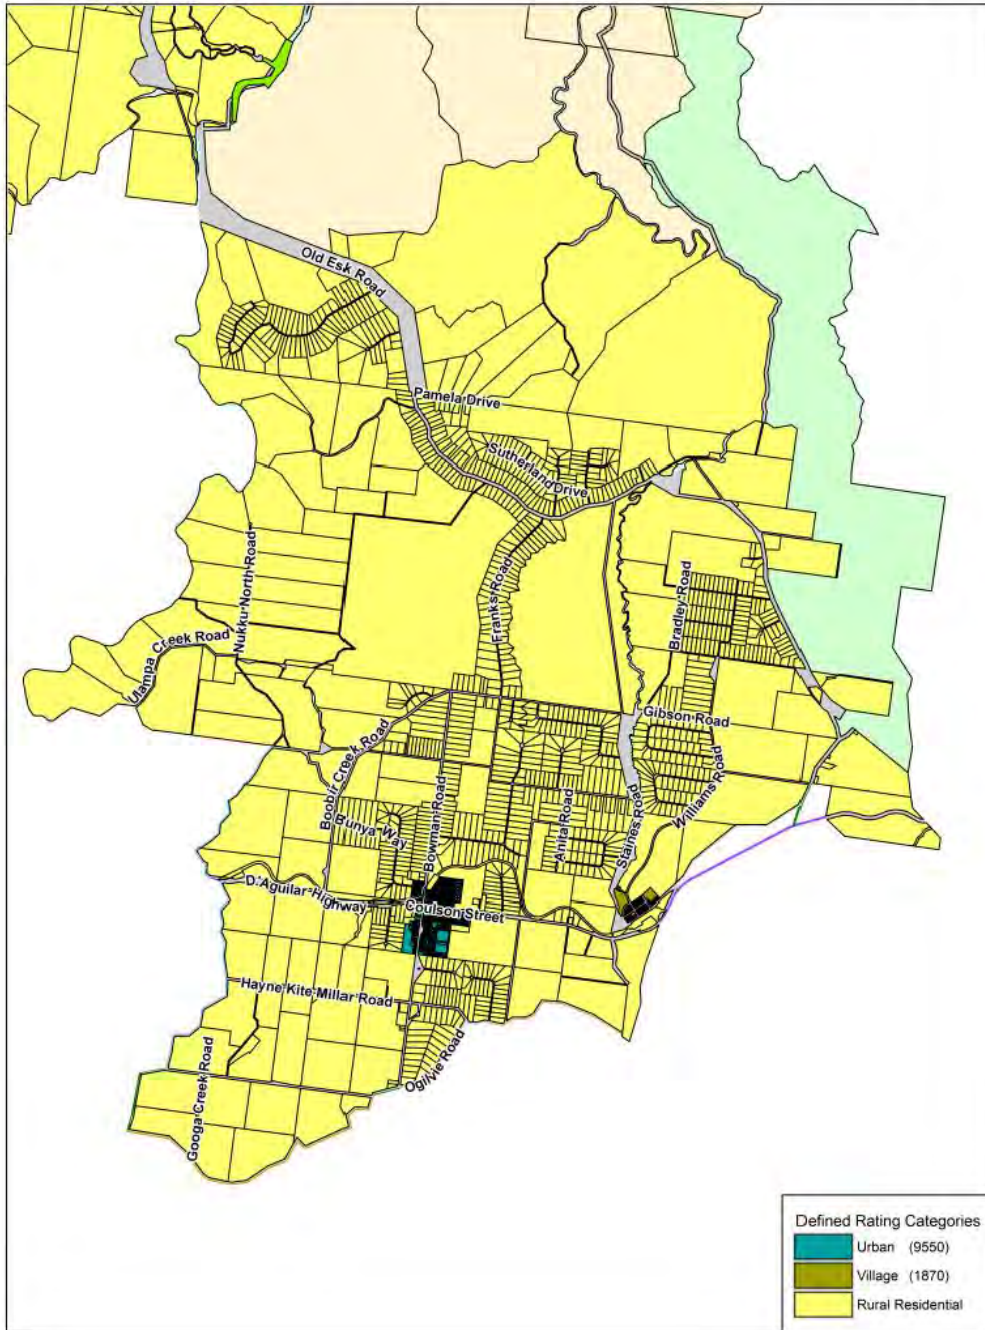 Old Esk Road
Pamela Drive
Sutherland Drive
Nukku North Road
Franks Road
Bradley Road
Ulampa Creek Road
Gibson Road
Boobir Creek Road
Bunya Way
Bowman Road
Anita Road
Staines Road
Williams Road
D'Aguilar Highway
Coulson Street
Hayne Kite Millar Road
Ogilvie Road
Googa Creek Road
Defined Rating Categories
Urban (9550)
Village (1870)
Rural Residential